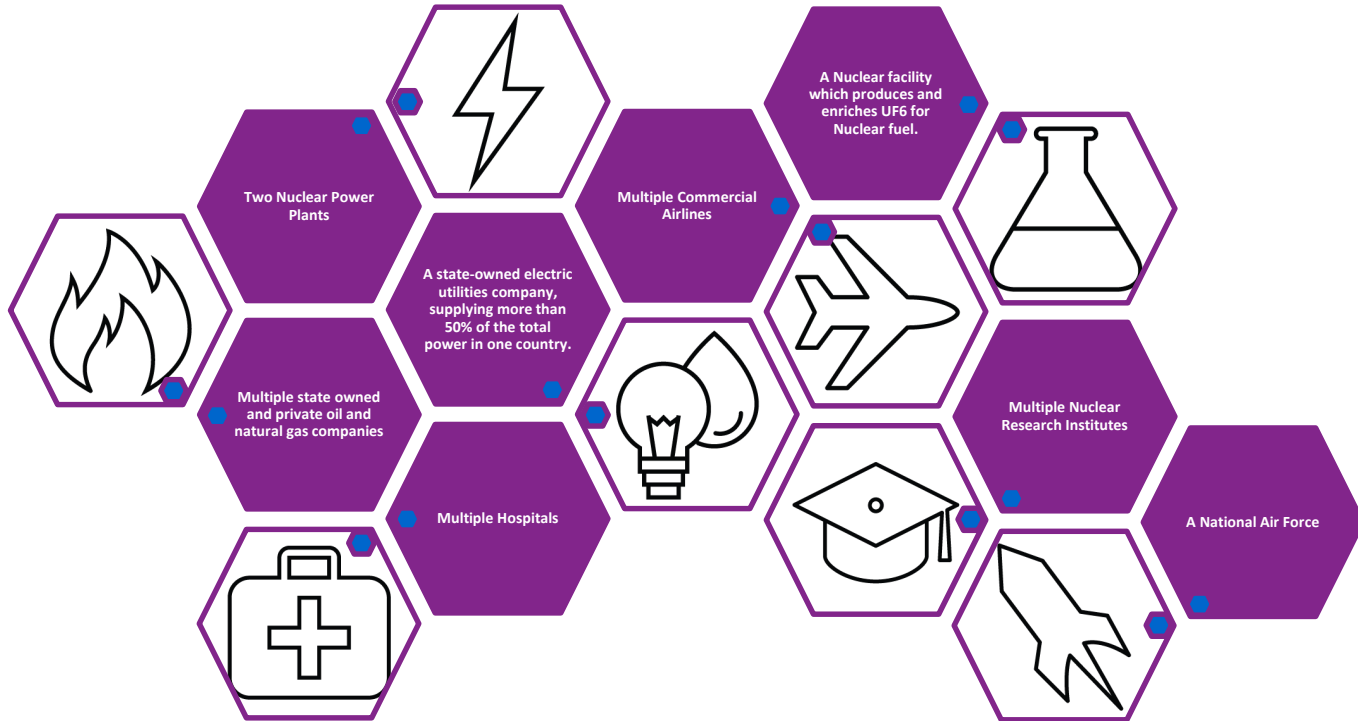 A Nuclear facility
which produces and
enriches UF6 for
Nuclear fuel.
Two Nuclear Power
Plants
Multiple Commercial
Airlines
A state-owned electric
utilities company,
supplying more than
50% of the total
power in one country.
Multiple state owned
and private oil and
natural gas companies
Multiple Nuclear
Research Institutes
Multiple Hospitals
A National Air Force